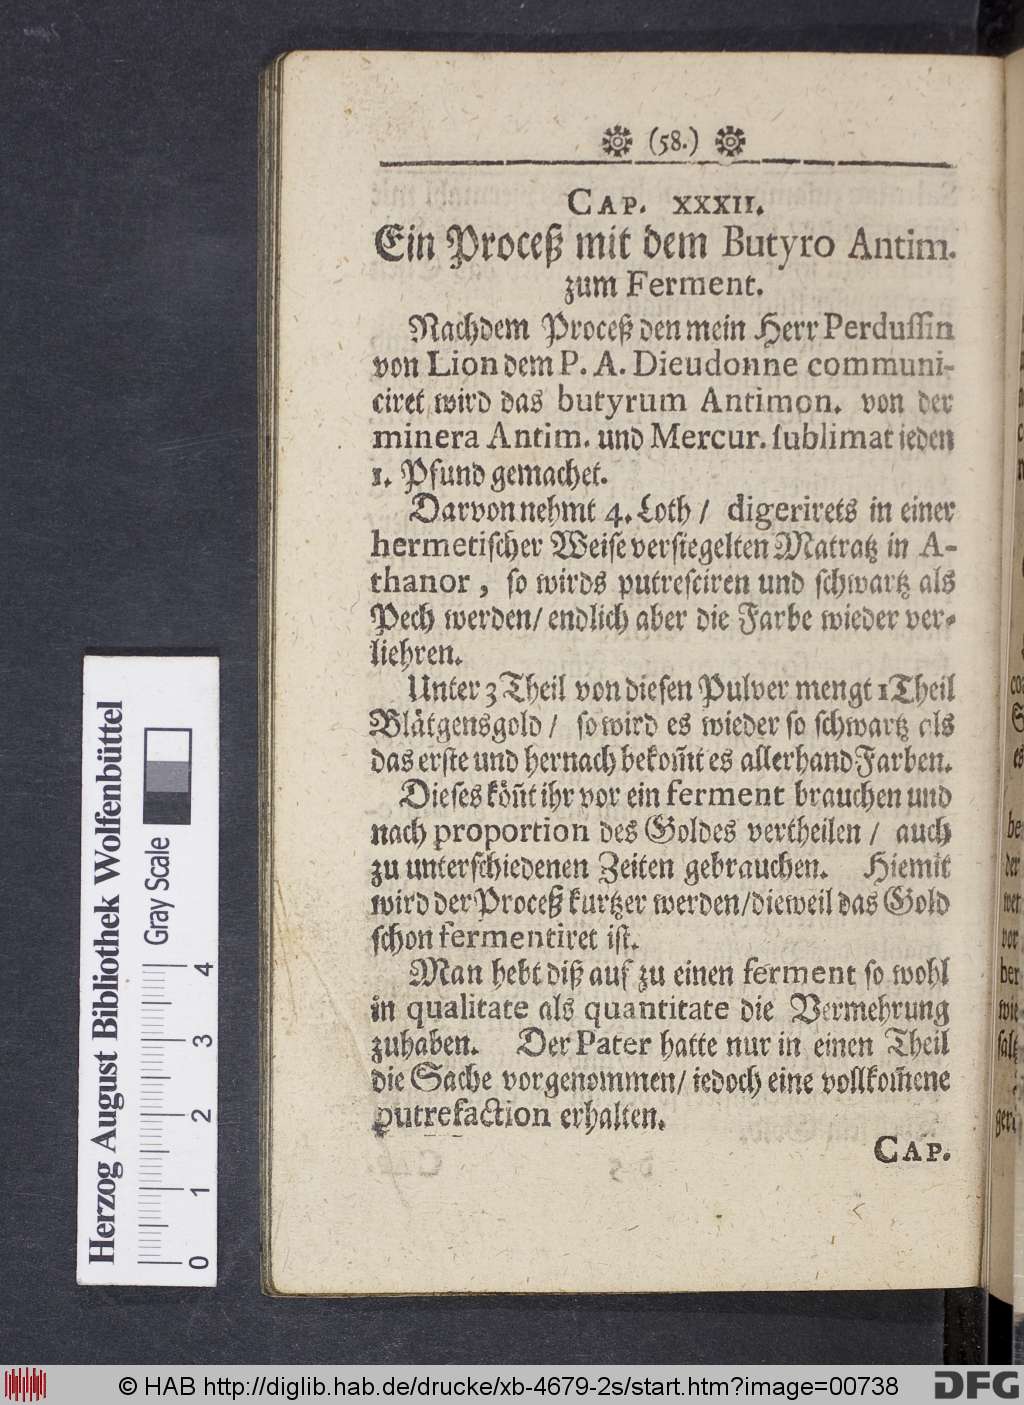 (58.)
CAP. XXXII.
Ein Proceß mit dem Butyro Antim.
zum Ferment.
Nachdem Proceß den mein Herr Perdussin
von Lion dem P. A. Dieudonne communi-
ciret wird das butyrum Antimon. von der
minera Antim. und Mercur. sublimat ieden
1. Pfund gemachet.
Darvon nehmt 4. Loth / digerirets in einer
hermetischer Weise versiegelten Matratz in A-
thanor, so wirds putresciren und schwartz als
Pech werden/ endlich aber die Farbe wieder ver-
liehren.
Unter 3 Theil von diesen Pulver mengt 1 Theil
Blätgensgold / so wird es wieder so schwartz als
das erste und hernach bekom̃t es allerhand Farben.
Dieses köñt ihr vor ein ferment brauchen und
nach proportion des Goldes vertheilen / auch
zu unterschiedenen Zeiten gebrauchen. Hiemit
wird der Proceß kurtzer werden/dieweil das Gold
schon fermentiret ist.
Man hebt diß auf zu einen ferment so wohl
in qualitate als quantitate die Vermehrung
zuhaben. Der Pater hatte nur in einen Theil
die Sache vorgenommen/ iedoch eine vollkom̃ene
putrefaction erhalten.
CAP.
Herzog August Bibliothek Wolfenbüttel
Gray Scale
0 1 2 3 4
© HAB http://diglib.hab.de/drucke/xb-4679-2s/start.htm?image=00738
DFG